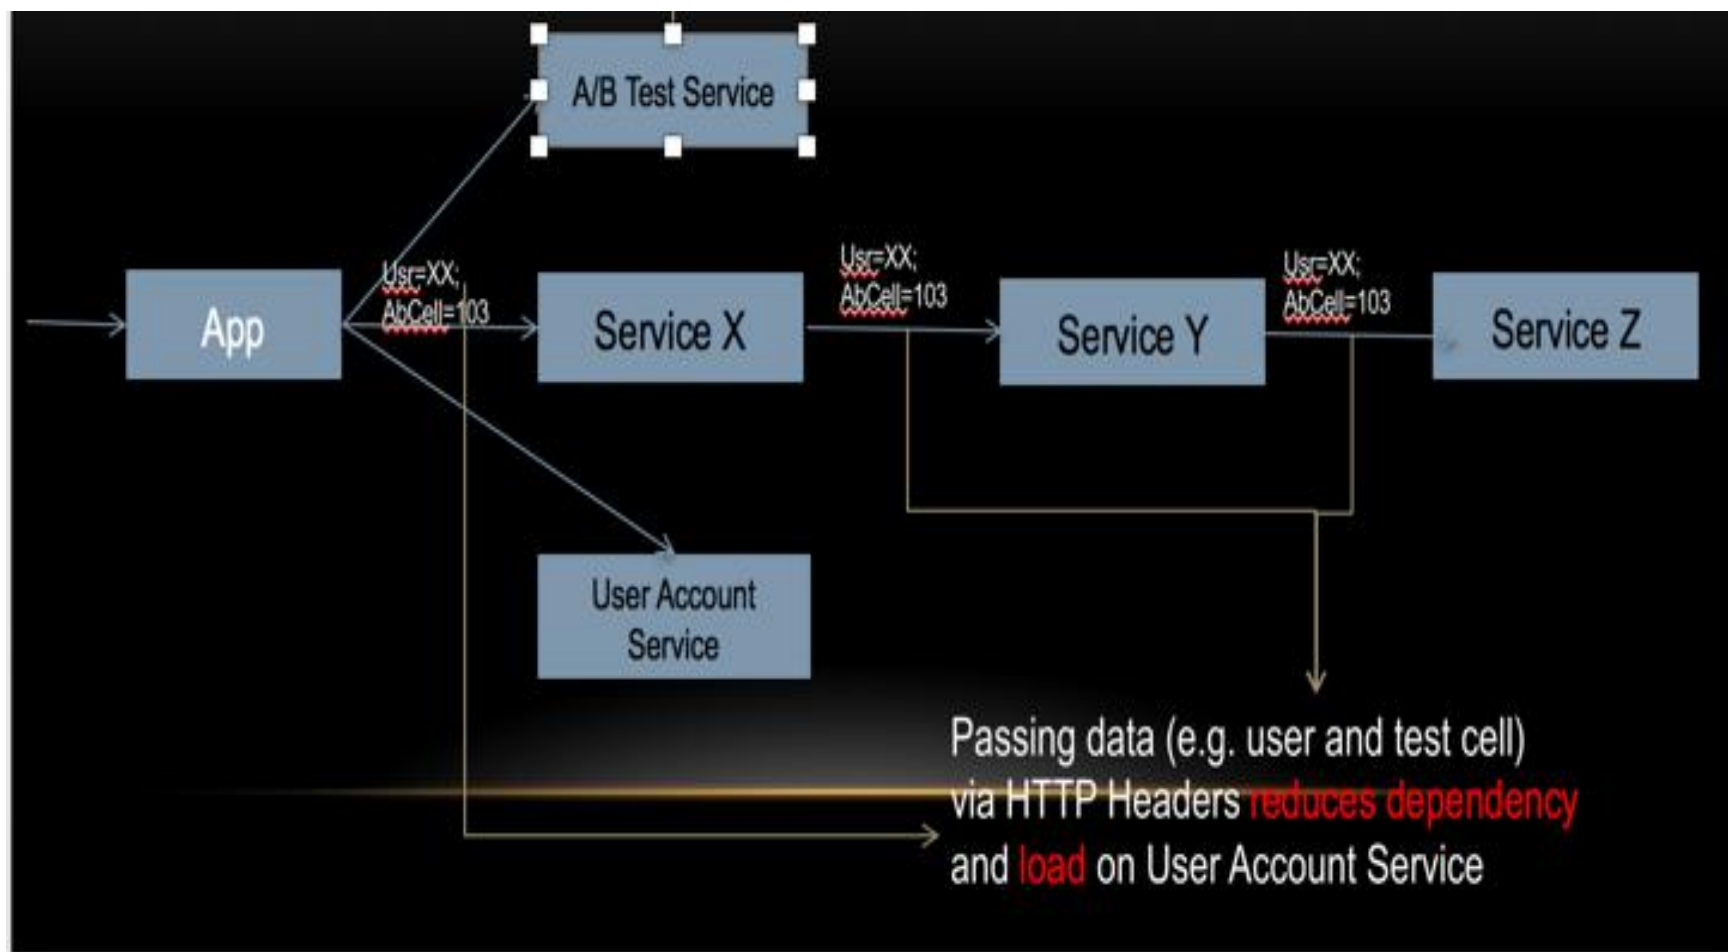 A/B Test Service
Usr=XX;
AbCell=103
Usr=XX;
AbCell=103
Usr=XX;
AbCell=103
App
Service X
Service Y
Service Z
User Account
Service
Passing data (e.g. user and test cell)
via HTTP Headers reduces dependency
and load on User Account Service